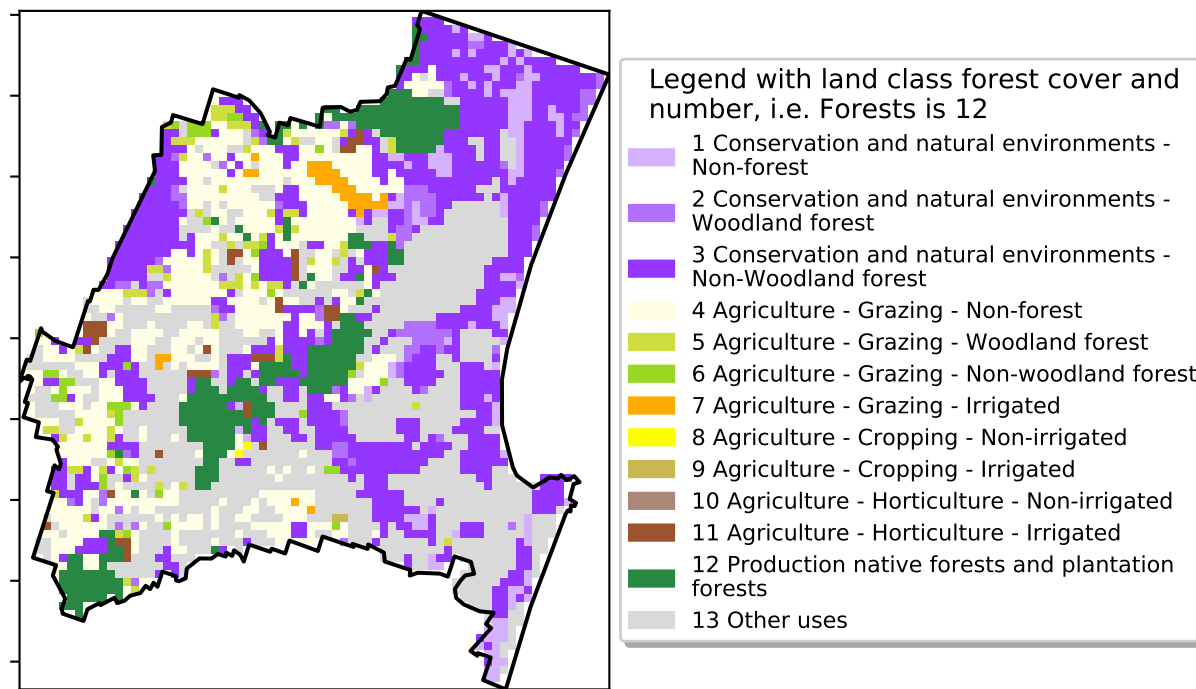 Legend with land class forest cover and
number, i.e. Forests is 12
1 Conservation and natural environments -
Non-forest
2 Conservation and natural environments -
Woodland forest
3 Conservation and natural environments -
Non-Woodland forest
4 Agriculture - Grazing - Non-forest
5 Agriculture - Grazing - Woodland forest
6 Agriculture - Grazing - Non-woodland forest
7 Agriculture - Grazing - Irrigated
8 Agriculture - Cropping - Non-irrigated
9 Agriculture - Cropping - Irrigated
10 Agriculture - Horticulture - Non-irrigated
11 Agriculture - Horticulture - Irrigated
12 Production native forests and plantation
forests
13 Other uses